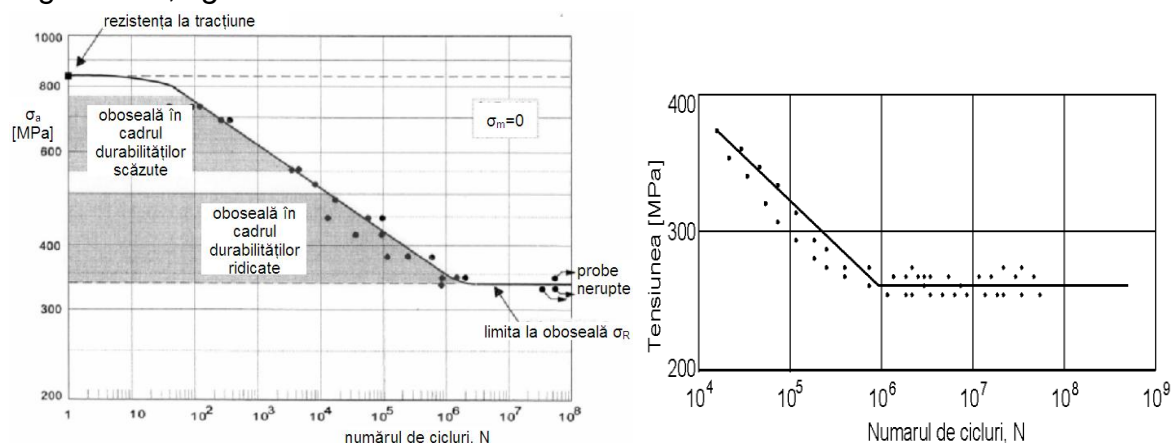 rezistența la tracțiune
1000
800
σa
[MPa]
600
400
300
200
oboseală în
cadrul
durabilităților
scăzute
σm=0
oboseală în
cadrul
durabilităților
ridicate
probe
nerupte
limita la oboseală σR
1 10 10² 10³ 10⁴ 10⁵ 10⁶ 10⁷ 10⁸
numărul de cicluri, N
Tensiunea [MPa]
400
300
200
10⁴ 10⁵ 10⁶ 10⁷ 10⁸ 10⁹
Numarul de cicluri, N